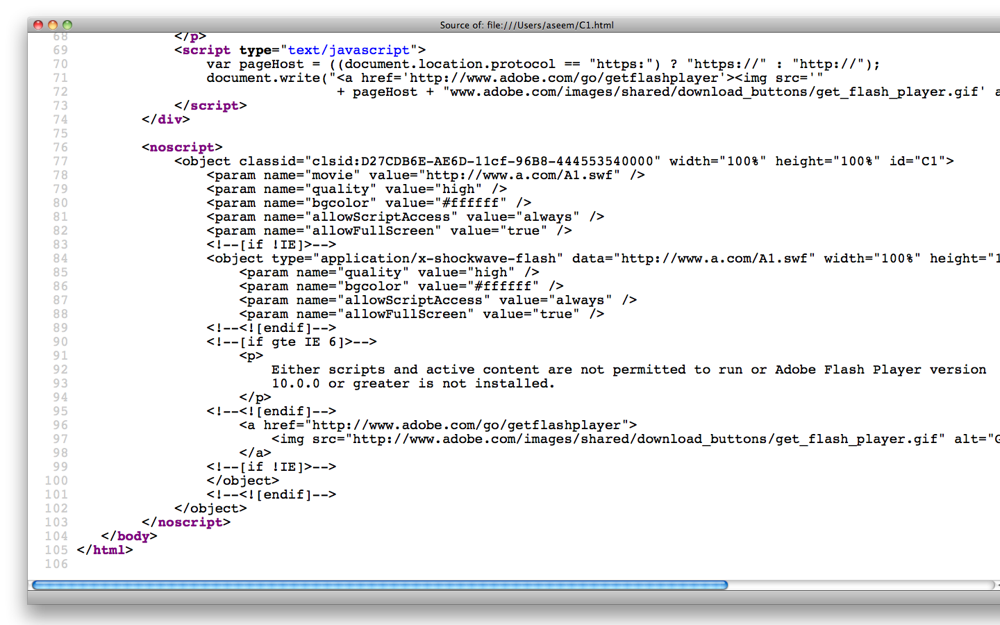 Source of: file:///Users/aseem/C1.html
68 </p>
69 <script type="text/javascript">
70 var pageHost = ((document.location.protocol == "https:") ? "https://" : "http://");
71 document.write("<a href='http://www.adobe.com/go/getflashplayer'><img src='"
72 + pageHost + "www.adobe.com/images/shared/download_buttons/get_flash_player.gif' a
73 </script>
74 </div>
75
76 <noscript>
77 <object classid="clsid:D27CDB6E-AE6D-11cf-96B8-444553540000" width="100%" height="100%" id="C1">
78 <param name="movie" value="http://www.a.com/A1.swf" />
79 <param name="quality" value="high" />
80 <param name="bgcolor" value="#ffffff" />
81 <param name="allowScriptAccess" value="always" />
82 <param name="allowFullScreen" value="true" />
83 <!--[if !IE]>-->
84 <object type="application/x-shockwave-flash" data="http://www.a.com/A1.swf" width="100%" height="1
85 <param name="quality" value="high" />
86 <param name="bgcolor" value="#ffffff" />
87 <param name="allowScriptAccess" value="always" />
88 <param name="allowFullScreen" value="true" />
89 <!--<![endif]-->
90 <!--[if gte IE 6]>-->
91 <p>
92 Either scripts and active content are not permitted to run or Adobe Flash Player version
93 10.0.0 or greater is not installed.
94 </p>
95 <!--<![endif]-->
96 <a href="http://www.adobe.com/go/getflashplayer">
97 <img src="http://www.adobe.com/images/shared/download_buttons/get_flash_player.gif" alt="G
98 </a>
99 <!--[if !IE]>-->
100 </object>
101 <!--<![endif]-->
102 </object>
103 </noscript>
104 </body>
105 </html>
106